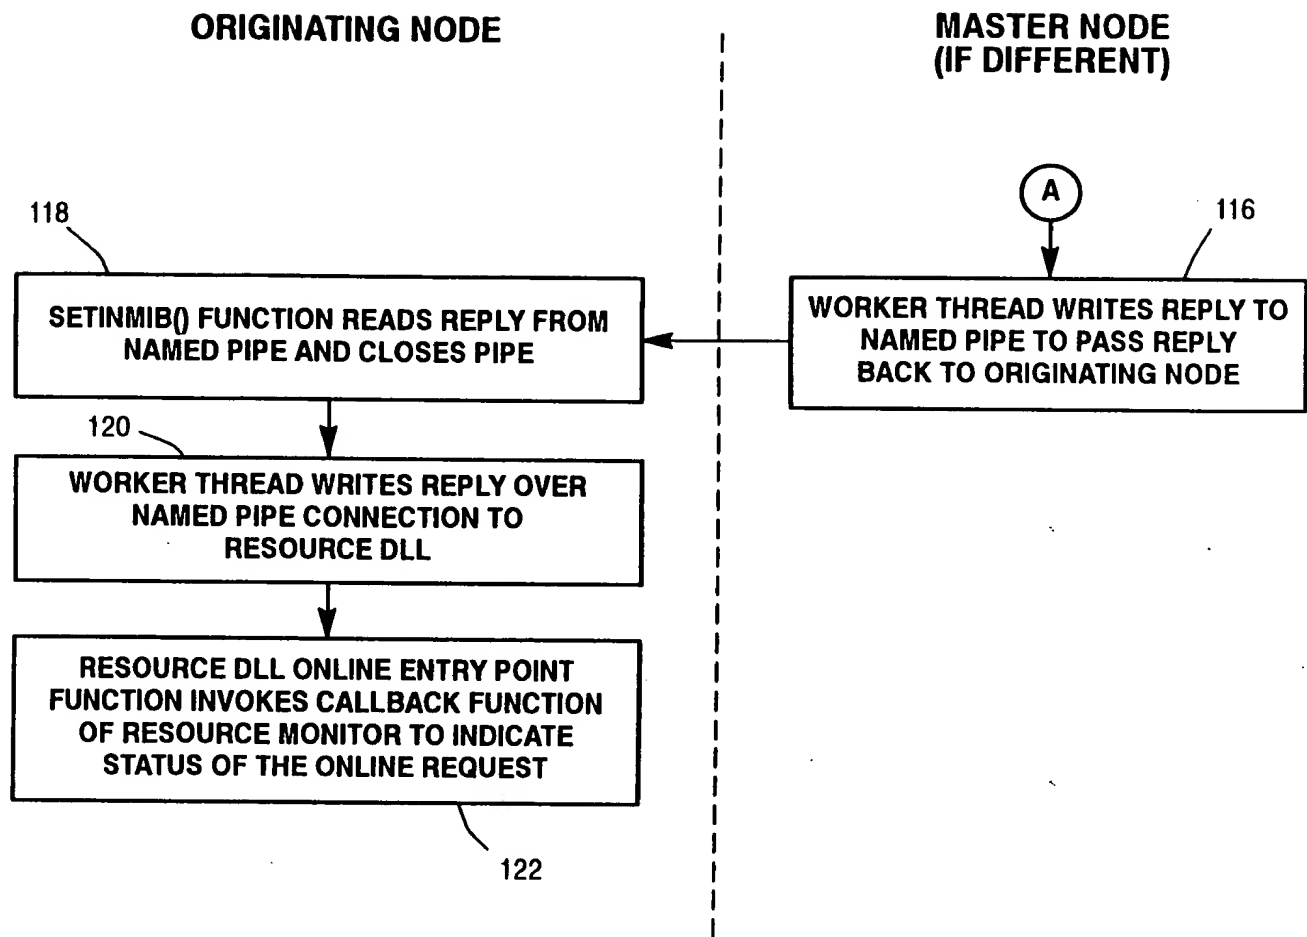 ORIGINATING NODE
MASTER NODE
(IF DIFFERENT)
A
116
WORKER THREAD WRITES REPLY TO
NAMED PIPE TO PASS REPLY
BACK TO ORIGINATING NODE
118
SETINMIB() FUNCTION READS REPLY FROM
NAMED PIPE AND CLOSES PIPE
120
WORKER THREAD WRITES REPLY OVER
NAMED PIPE CONNECTION TO
RESOURCE DLL
RESOURCE DLL ONLINE ENTRY POINT
FUNCTION INVOKES CALLBACK FUNCTION
OF RESOURCE MONITOR TO INDICATE
STATUS OF THE ONLINE REQUEST
122